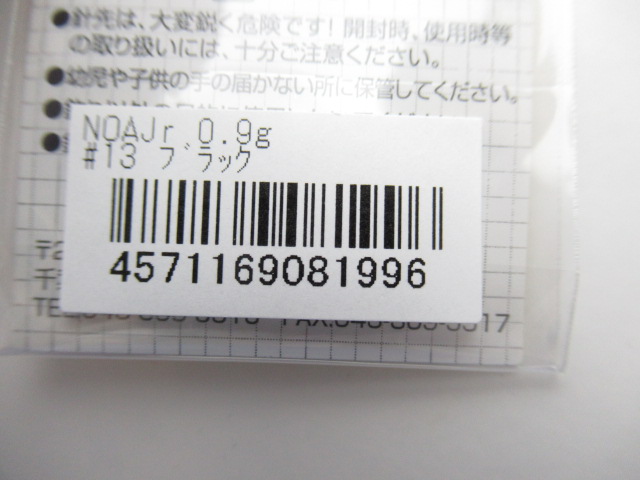 ●針先は、大変鋭く危険です！開封時、使用時等
の取り扱いには、十分ご注意ください。
●幼児や子供の手の届かない所に保管してください。
NOAJr 0.9g
#13 ブラック
4571169081996